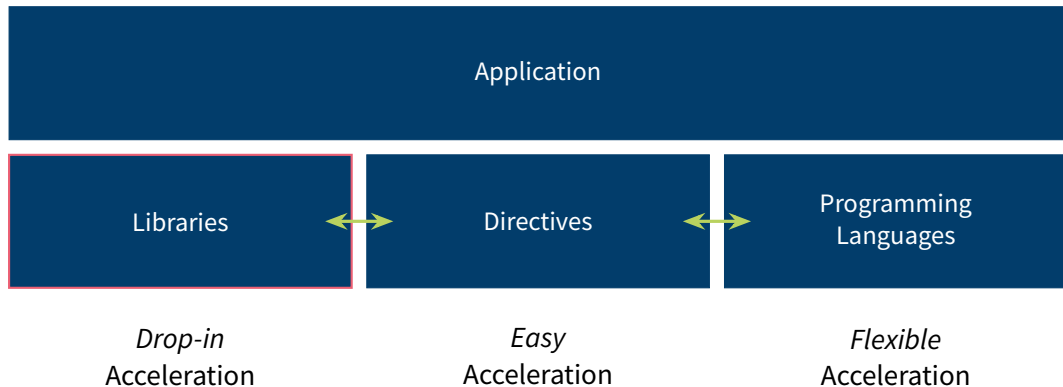 Application
Libraries
Directives
Programming
Languages
Drop-in
Acceleration
Easy
Acceleration
Flexible
Acceleration